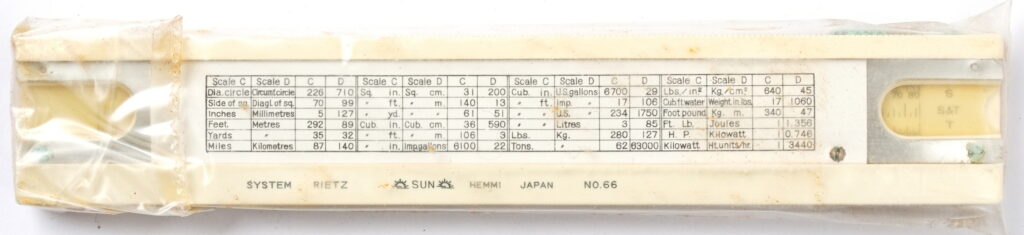 Scale C Scale D C D Scale C Scale D C D Scale C Scale D C D Scale C Scale D C D
Dia. circle Circumf.circle 226 710 Sq. in. Sq. cm. 31 200 Cub. in. U.S.gallons 6700 29 Lbs./in² Kg./cm² 640 45
Side of sq. Diagl.of sq. 70 99 " ft. " m 140 13 " ft. Imp. " 17 106 Cub.ft water Weight in lbs. 17 1060
Inches Millimetres 5 127 " yd. " " 61 51 " " U.S. " 234 1750 Foot pound Kg. m. 340 47
Feet. Metres 292 89 Cub. in. Cub. cm 36 590 " " Litres 3 85 Ft. Lb. Joules 1 1.356
Yards " 35 32 " ft. " m 106 3 Lbs. Kg. 280 127 H. P. Kilowatt 1 0.746
Miles Kilometres 87 140 " in. Imp.gallons 6100 22 Tons. " 62 63000 Kilowatt Ht.units/hr. 1 3440
SYSTEM RIETZ SUN HEMMI JAPAN NO.66